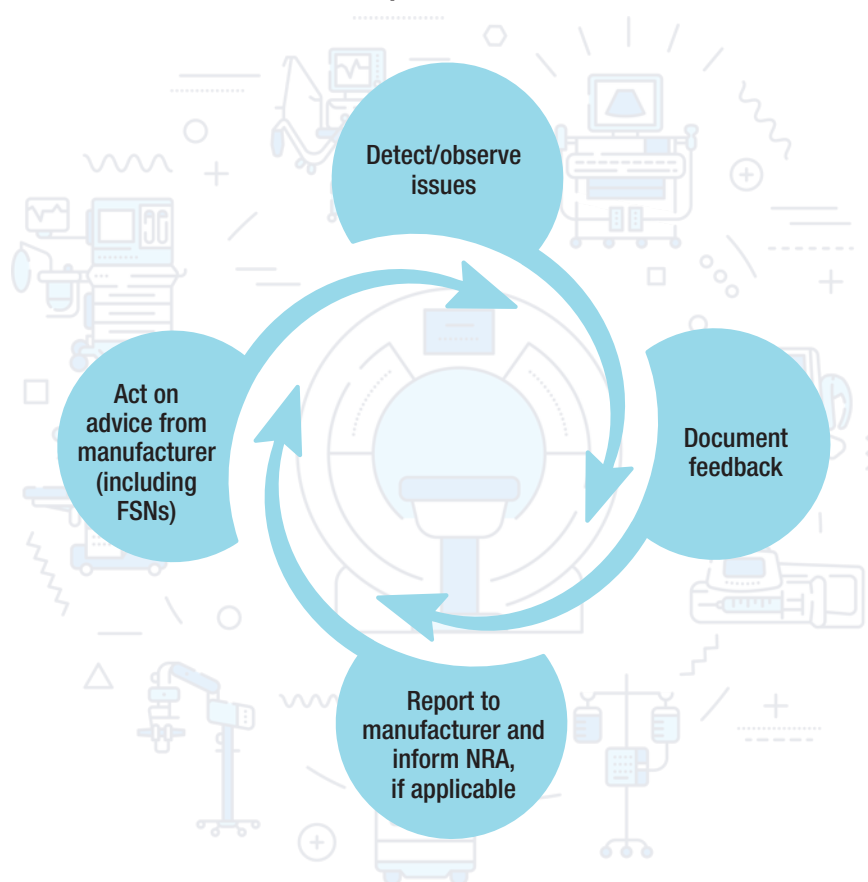 Detect/observe
issues
Document
feedback
Report to
manufacturer and
inform NRA,
if applicable
Act on
advice from
manufacturer
(including
FSNs)